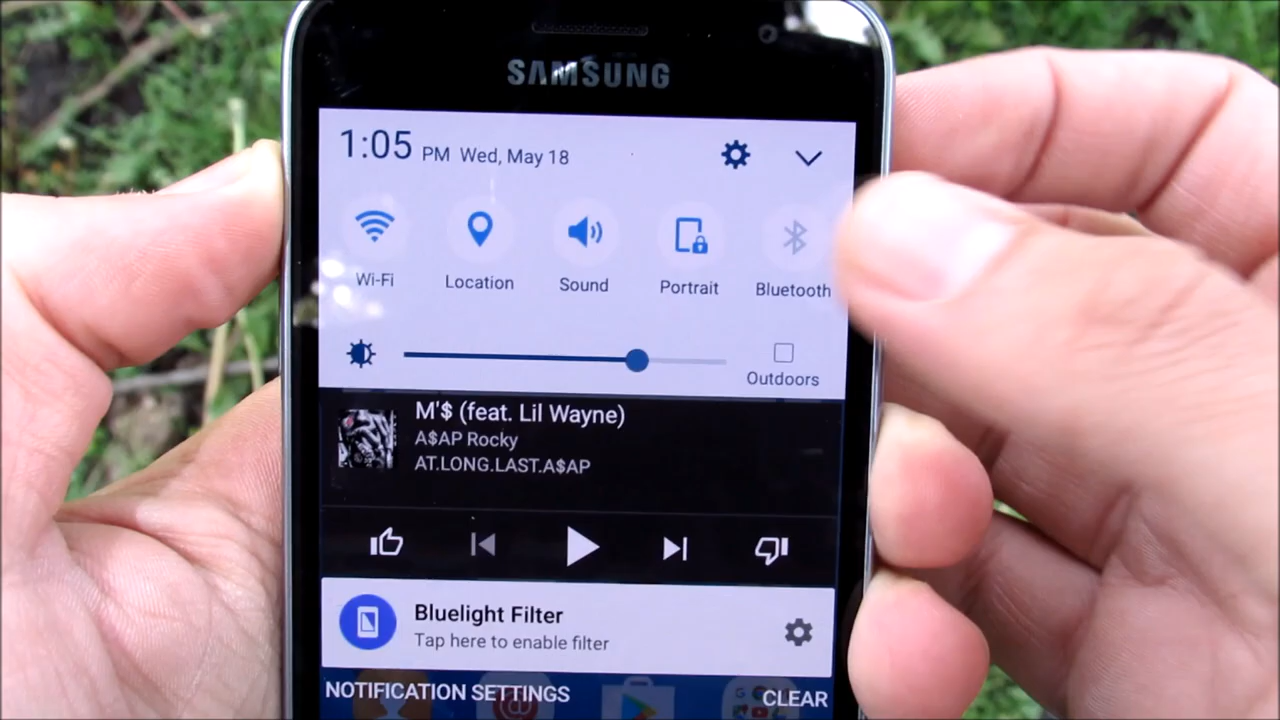 SAMSUNG
1:05 PM Wed, May 18
Wi-Fi Location Sound Portrait Bluetooth
Outdoors
M'$ (feat. Lil Wayne)
A$AP Rocky
AT.LONG.LAST.A$AP
Bluelight Filter
Tap here to enable filter
NOTIFICATION SETTINGS CLEAR